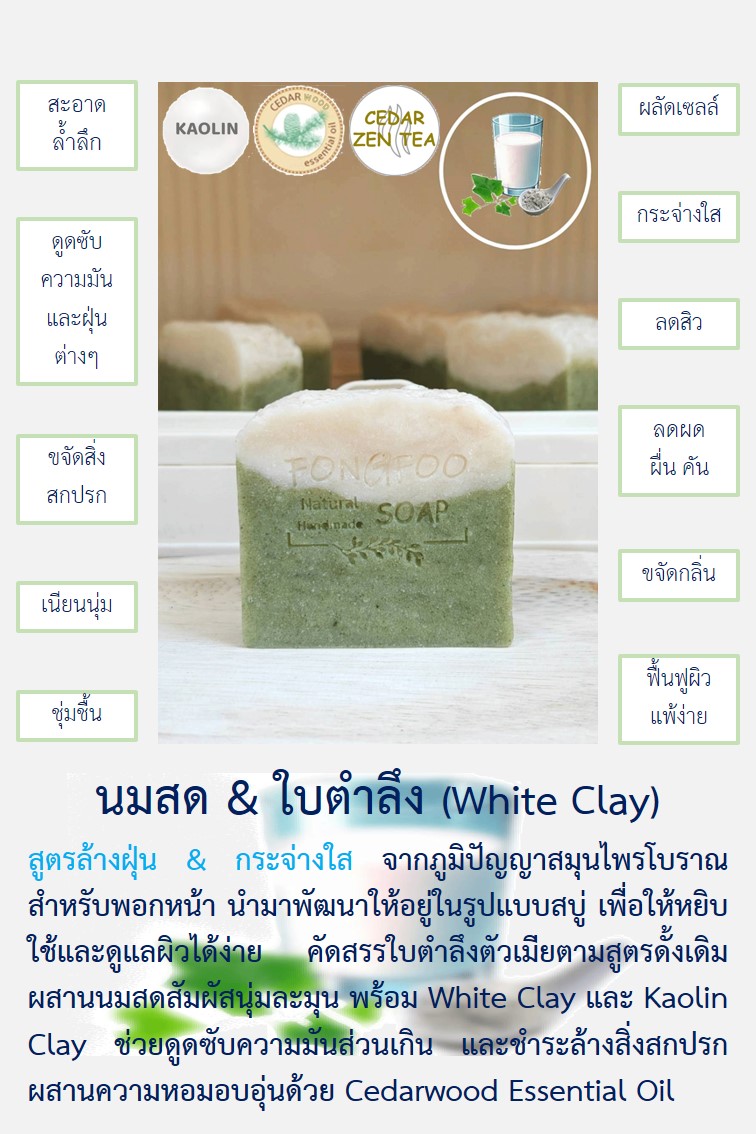 สะอาด
ล้ำลึก
ดูดซับ
ความมัน
และฝุ่น
ต่างๆ
ขจัดสิ่ง
สกปรก
เนียนนุ่ม
ชุ่มชื้น
KAOLIN
CEDAR WOOD
essential oil
CEDAR
ZEN TEA
FONGFOO
Natural
Handmade
SOAP
ผลัดเซลล์
กระจ่างใส
ลดสิว
ลดผด
ผื่น คัน
ขจัดกลิ่น
ฟื้นฟูผิว
แพ้ง่าย
นมสด & ใบตำลึง (White Clay)
สูตรล้างฝุ่น & กระจ่างใส จากภูมิปัญญาสมุนไพรโบราณ
สำหรับพอกหน้า นำมาพัฒนาให้อยู่ในรูปแบบสบู่ เพื่อให้หยิบ
ใช้และดูแลผิวได้ง่าย คัดสรรใบตำลึงตัวเมียตามสูตรดั้งเดิม
ผสานนมสดสัมผัสนุ่มละมุน พร้อม White Clay และ Kaolin
Clay ช่วยดูดซับความมันส่วนเกิน และชำระล้างสิ่งสกปรก
ผสานความหอมอบอุ่นด้วย Cedarwood Essential Oil